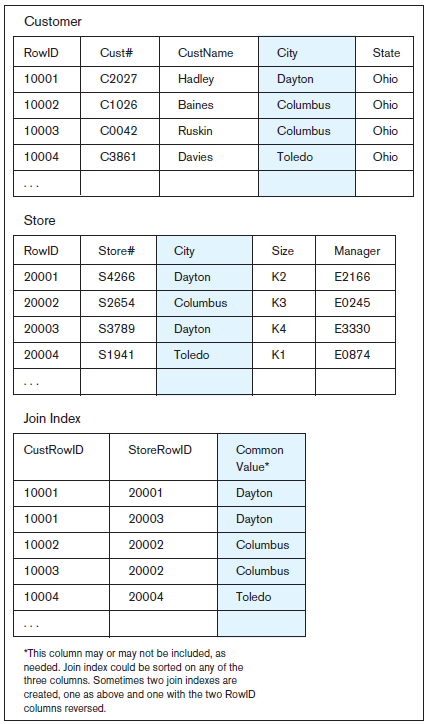 Customer
RowID Cust# CustName City State
10001 C2027 Hadley Dayton Ohio
10002 C1026 Baines Columbus Ohio
10003 C0042 Ruskin Columbus Ohio
10004 C3861 Davies Toledo Ohio
...
Store
RowID Store# City Size Manager
20001 S4266 Dayton K2 E2166
20002 S2654 Columbus K3 E0245
20003 S3789 Dayton K4 E3330
20004 S1941 Toledo K1 E0874
...
Join Index
CustRowID StoreRowID Common
Value*
10001 20001 Dayton
10001 20003 Dayton
10002 20002 Columbus
10003 20002 Columbus
10004 20004 Toledo
...
*This column may or may not be included, as
needed. Join index could be sorted on any of the
three columns. Sometimes two join indexes are
created, one as above and one with the two RowID
columns reversed.